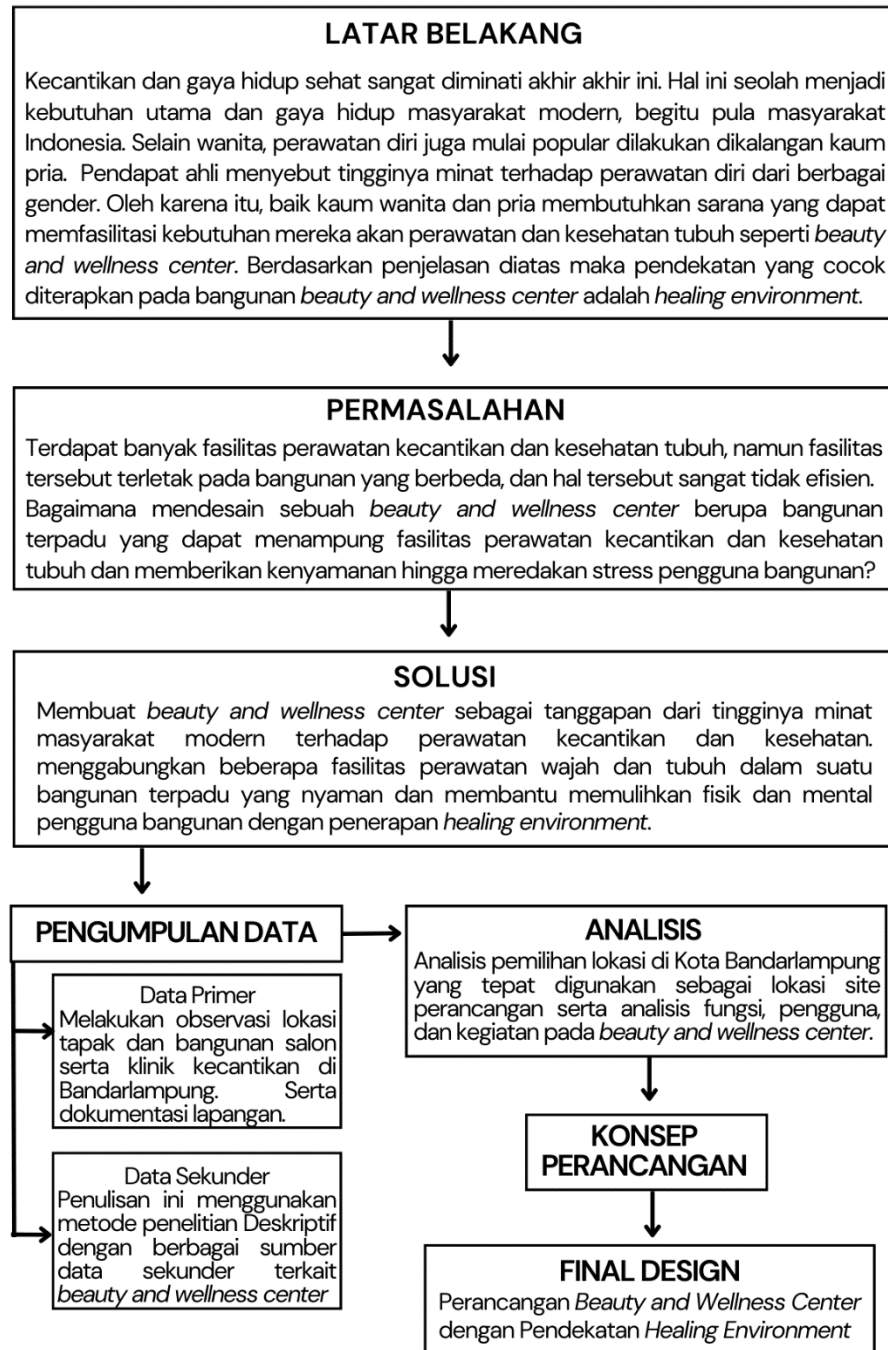 LATAR BELAKANG
Kecantikan dan gaya hidup sehat sangat diminati akhir akhir ini. Hal ini seolah menjadi
kebutuhan utama dan gaya hidup masyarakat modern, begitu pula masyarakat
Indonesia. Selain wanita, perawatan diri juga mulai popular dilakukan dikalangan kaum
pria. Pendapat ahli menyebut tingginya minat terhadap perawatan diri dari berbagai
gender. Oleh karena itu, baik kaum wanita dan pria membutuhkan sarana yang dapat
memfasilitasi kebutuhan mereka akan perawatan dan kesehatan tubuh seperti beauty
and wellness center. Berdasarkan penjelasan diatas maka pendekatan yang cocok
diterapkan pada bangunan beauty and wellness center adalah healing environment.
PERMASALAHAN
Terdapat banyak fasilitas perawatan kecantikan dan kesehatan tubuh, namun fasilitas
tersebut terletak pada bangunan yang berbeda, dan hal tersebut sangat tidak efisien.
Bagaimana mendesain sebuah beauty and wellness center berupa bangunan
terpadu yang dapat menampung fasilitas perawatan kecantikan dan kesehatan
tubuh dan memberikan kenyamanan hingga meredakan stress pengguna bangunan?
SOLUSI
Membuat beauty and wellness center sebagai tanggapan dari tingginya minat
masyarakat modern terhadap perawatan kecantikan dan kesehatan.
menggabungkan beberapa fasilitas perawatan wajah dan tubuh dalam suatu
bangunan terpadu yang nyaman dan membantu memulihkan fisik dan mental
pengguna bangunan dengan penerapan healing environment.
PENGUMPULAN DATA
Data Primer
Melakukan observasi lokasi
tapak dan bangunan salon
serta klinik kecantikan di
Bandarlampung. Serta
dokumentasi lapangan.
Data Sekunder
Penulisan ini menggunakan
metode penelitian Deskriptif
dengan berbagai sumber
data sekunder terkait
beauty and wellness center
ANALISIS
Analisis pemilihan lokasi di Kota Bandarlampung
yang tepat digunakan sebagai lokasi site
perancangan serta analisis fungsi, pengguna,
dan kegiatan pada beauty and wellness center.
KONSEP
PERANCANGAN
FINAL DESIGN
Perancangan Beauty and Wellness Center
dengan Pendekatan Healing Environment